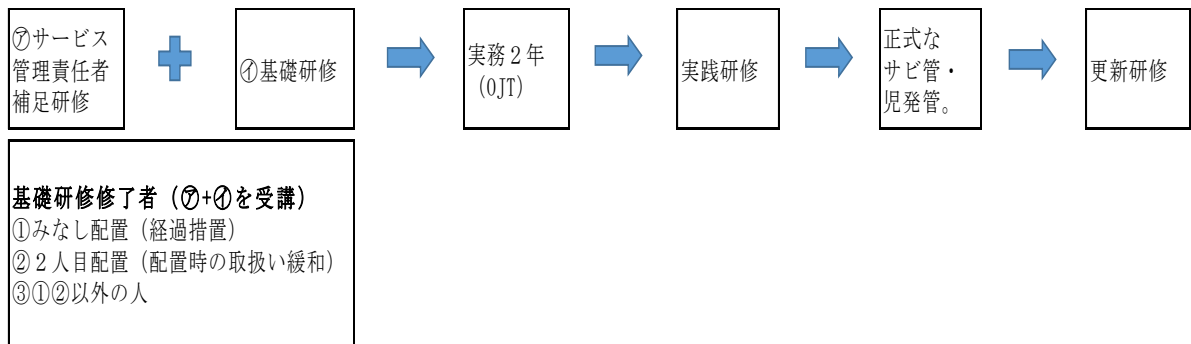 ㋐サービス
管理責任者
補足研修
㋑基礎研修
実務２年
（OJT）
実践研修
正式な
サビ管・
児発管。
更新研修
基礎研修修了者（㋐+㋑を受講）
①みなし配置（経過措置）
②２人目配置（配置時の取扱い緩和）
③①②以外の人